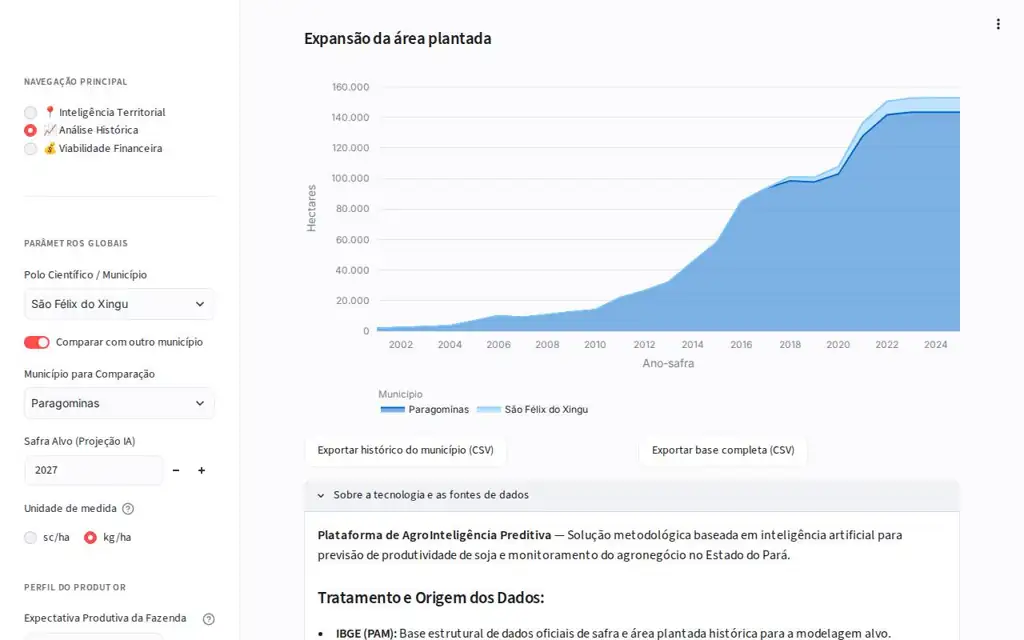 NAVEGAÇÃO PRINCIPAL
Inteligência Territorial
Análise Histórica
Viabilidade Financeira
PARÂMETROS GLOBAIS
Polo Científico / Município
São Félix do Xingu
Comparar com outro município
Município para Comparação
Paragominas
Safra Alvo (Projeção IA)
2027
Unidade de medida
sc/ha kg/ha
PERFIL DO PRODUTOR
Expectativa Produtiva da Fazenda
Expansão da área plantada
160.000
140.000
120.000
100.000
80.000
60.000
40.000
20.000
0
Hectares
2002 2004 2006 2008 2010 2012 2014 2016 2018 2020 2022 2024
Ano-safra
Município
Paragominas São Félix do Xingu
Exportar histórico do município (CSV) Exportar base completa (CSV)
Sobre a tecnologia e as fontes de dados
Plataforma de AgroInteligência Preditiva — Solução metodológica baseada em inteligência artificial para
previsão de produtividade de soja e monitoramento do agronegócio no Estado do Pará.
Tratamento e Origem dos Dados:
• IBGE (PAM): Base estrutural de dados oficiais de safra e área plantada histórica para a modelagem alvo.